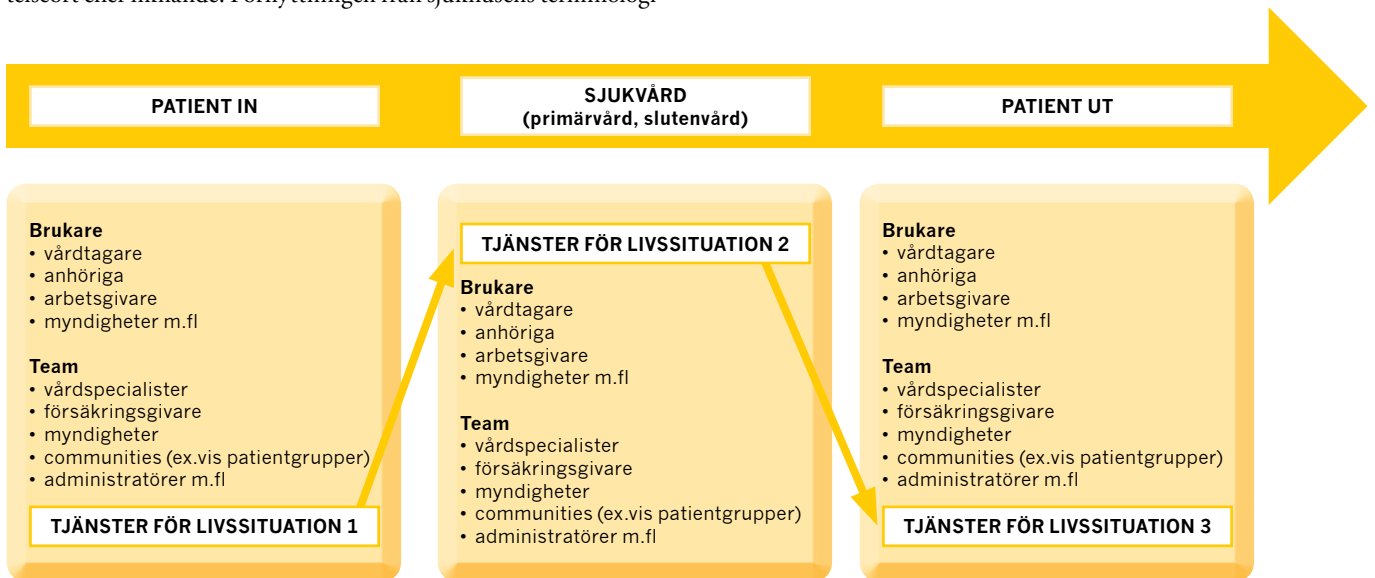 PATIENT IN
SJUKVÅRD
(primärvård, slutenvård)
PATIENT UT
Brukare
• vårdtagare
• anhöriga
• arbetsgivare
• myndigheter m.fl
Team
• vårdspecialister
• försäkringsgivare
• myndigheter
• communities (ex.vis patientgrupper)
• administratörer m.fl
TJÄNSTER FÖR LIVSSITUATION 1
TJÄNSTER FÖR LIVSSITUATION 2
Brukare
• vårdtagare
• anhöriga
• arbetsgivare
• myndigheter m.fl
Team
• vårdspecialister
• försäkringsgivare
• myndigheter
• communities (ex.vis patientgrupper)
• administratörer m.fl
Brukare
• vårdtagare
• anhöriga
• arbetsgivare
• myndigheter m.fl
Team
• vårdspecialister
• försäkringsgivare
• myndigheter
• communities (ex.vis patientgrupper)
• administratörer m.fl
TJÄNSTER FÖR LIVSSITUATION 3